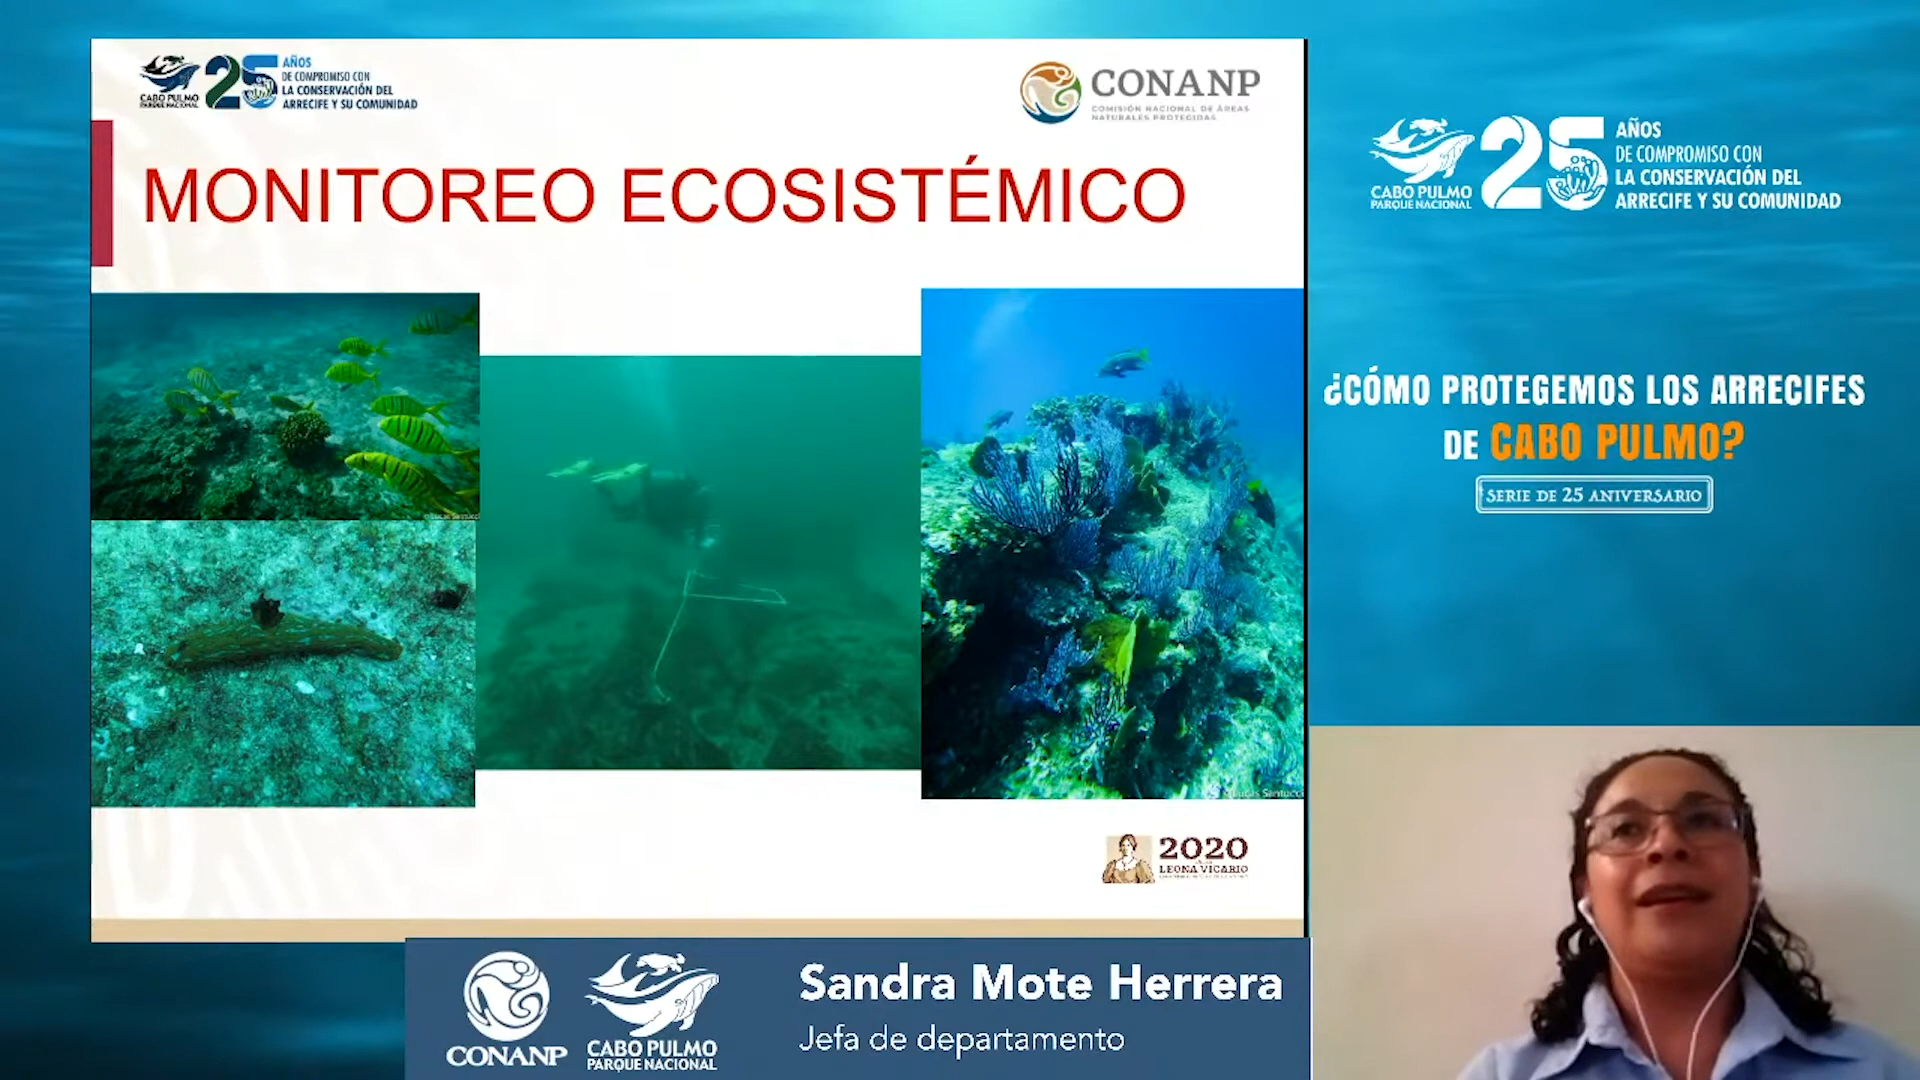 CABO PULMO
PARQUE NACIONAL
25
AÑOS
DE COMPROMISO CON
LA CONSERVACIÓN DEL
ARRECIFE Y SU COMUNIDAD
CONANP
COMISIÓN NACIONAL DE ÁREAS
NATURALES PROTEGIDAS
MONITOREO ECOSISTÉMICO
Lucas Santucci
2020
LEONA VICARIO
CABO PULMO
PARQUE NACIONAL
25
AÑOS
DE COMPROMISO CON
LA CONSERVACIÓN DEL
ARRECIFE Y SU COMUNIDAD
¿CÓMO PROTEGEMOS LOS ARRECIFES
DE CABO PULMO?
SERIE DE 25 ANIVERSARIO
CONANP
CABO PULMO
PARQUE NACIONAL
Sandra Mote Herrera
Jefa de departamento